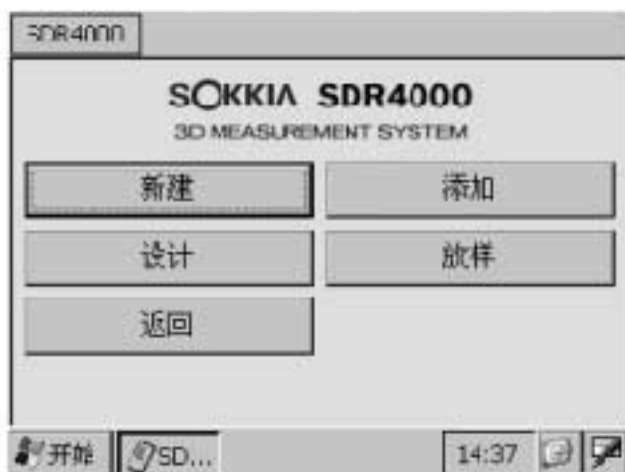 SDR4000
SOKKIA SDR4000
3D MEASUREMENT SYSTEM
新建 添加
设计 放样
返回
开始 SD... 14:37